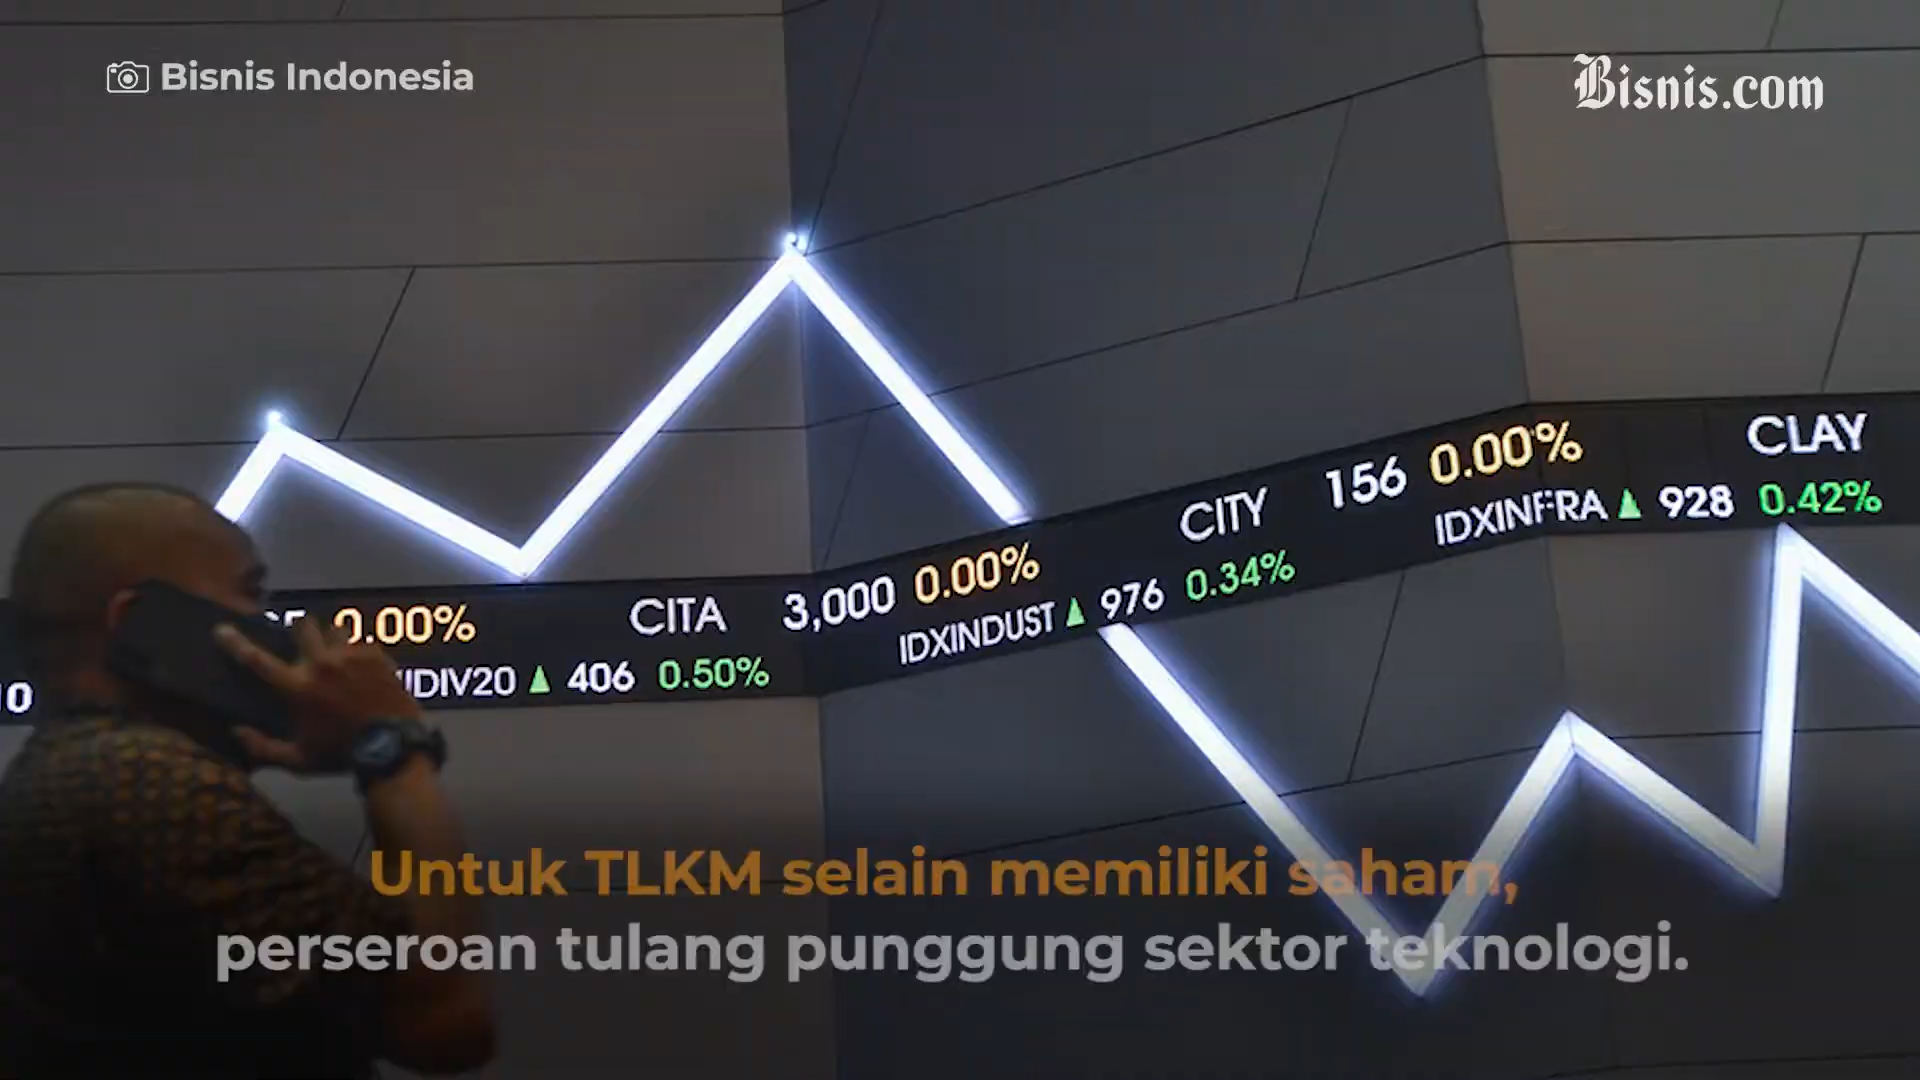 Bisnis Indonesia
Bisnis.com
0.00% CITA 3,000 0.00% CITY 156 0.00% CLAY
10 406 0.50% IDXINDUST ▲ 976 0.34% IDXINFRA ▲ 928 0.42%
Untuk TLKM selain memiliki saham,
perseroan tulang punggung sektor teknologi.